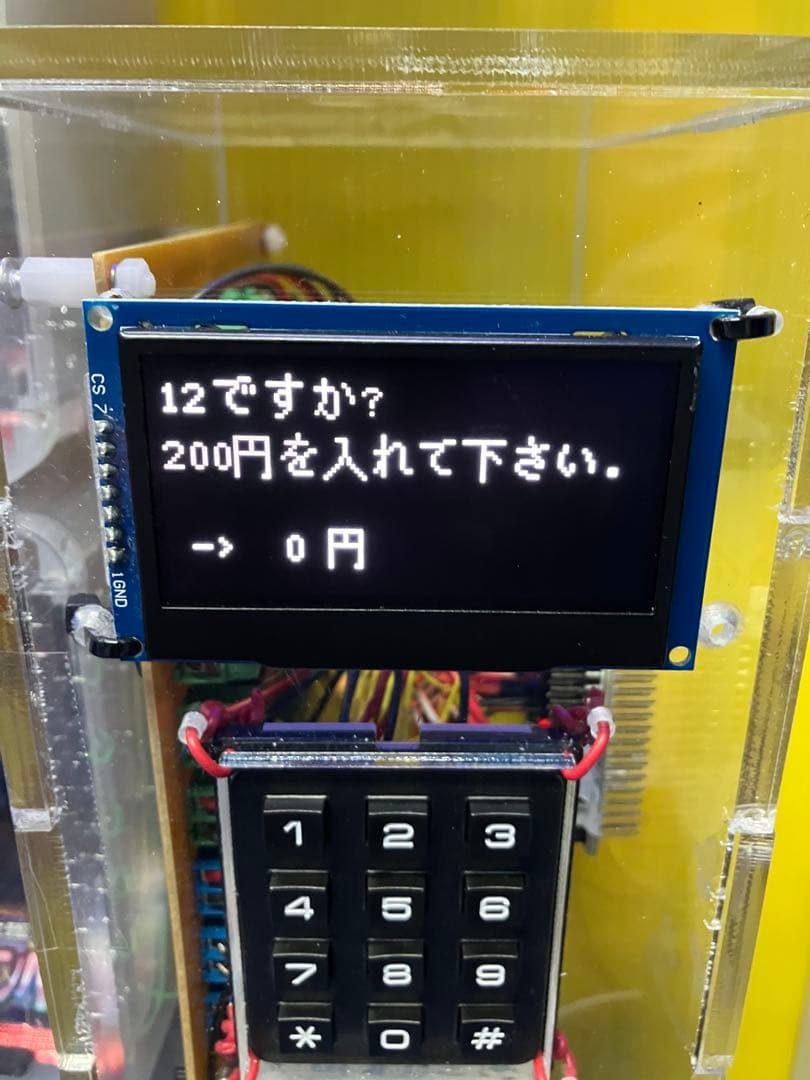 12ですか?
200円を入れて下さい.
-> 0円
CS
1GND
1 2 3
4 5 6
7 8 9
* 0 #